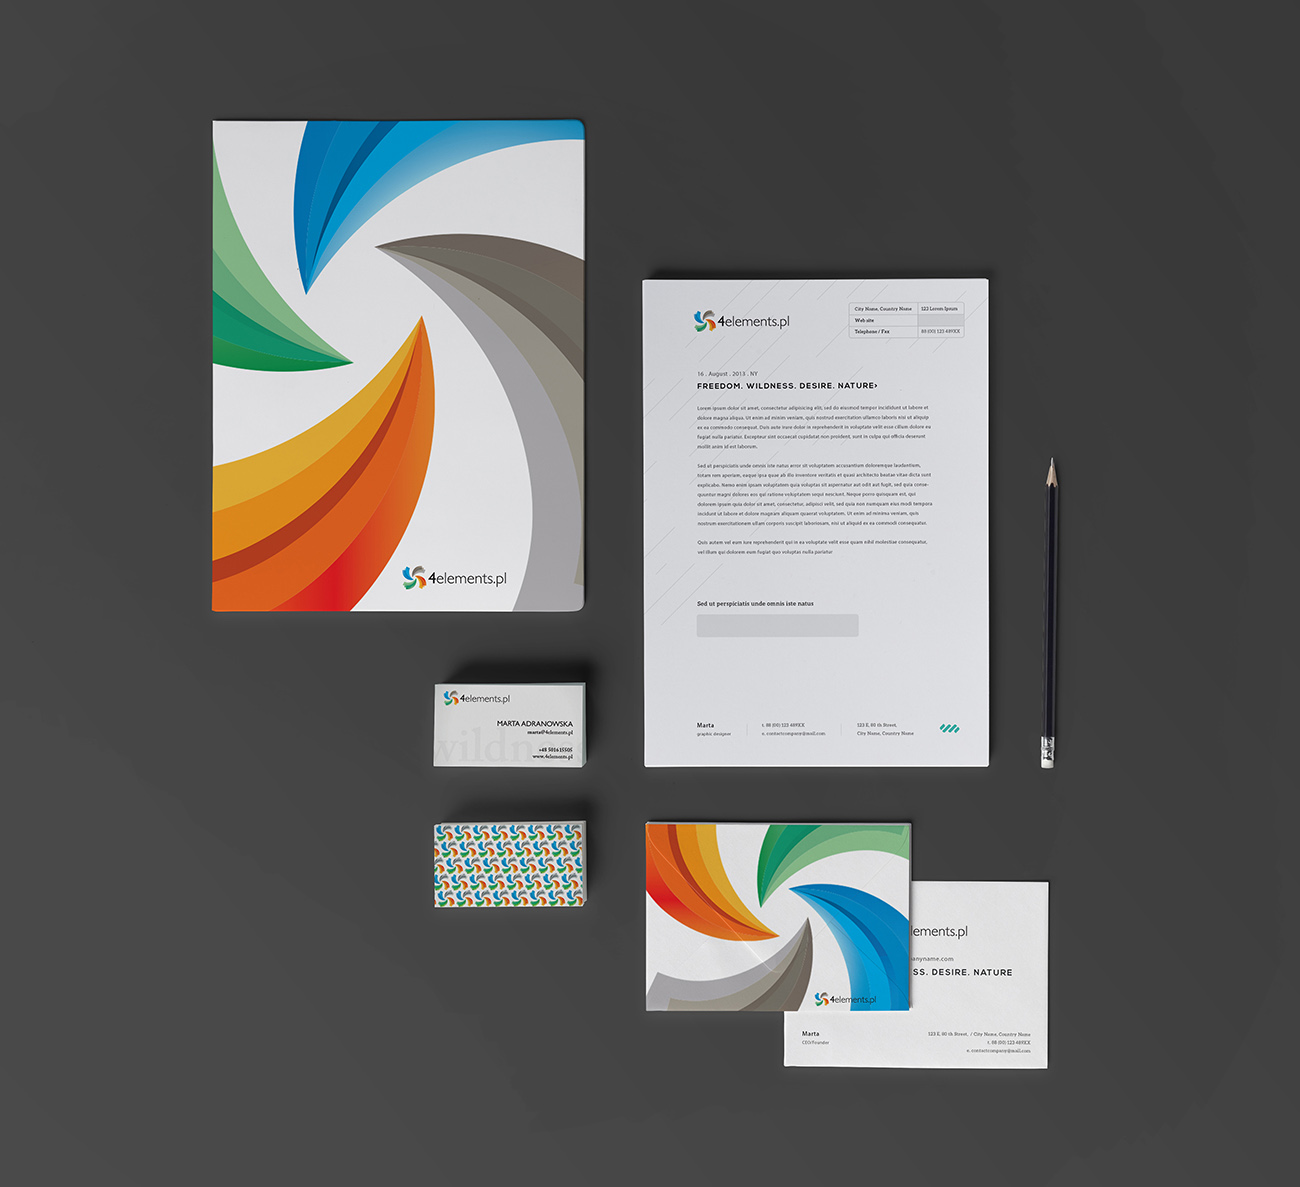 4elements.pl
4elements.pl
City Name, Country Name 123 Lorem Ipsum
Web site
Telephone / Fax 88 (00) 123 489XX
16 . August . 2013 . NY
FREEDOM. WILDNESS. DESIRE. NATURE>
Lorem ipsum dolor sit amet, consectetur adipisicing elit, sed do eiusmod tempor incididunt ut labore et
dolore magna aliqua. Ut enim ad minim veniam, quis nostrud exercitation ullamco laboris nisi ut aliquip
ex ea commodo consequat. Duis aute irure dolor in reprehenderit in voluptate velit esse cillum dolore eu
fugiat nulla pariatur. Excepteur sint occaecat cupidatat non proident, sunt in culpa qui officia deserunt
mollit anim id est laborum.
Sed ut perspiciatis unde omnis iste natus error sit voluptatem accusantium doloremque laudantium,
totam rem aperiam, eaque ipsa quae ab illo inventore veritatis et quasi architecto beatae vitae dicta sunt
explicabo. Nemo enim ipsam voluptatem quia voluptas sit aspernatur aut odit aut fugit, sed quia conse-
quuntur magni dolores eos qui ratione voluptatem sequi nesciunt. Neque porro quisquam est, qui
dolorem ipsum quia dolor sit amet, consectetur, adipisci velit, sed quia non numquam eius modi tempora
incidunt ut labore et dolore magnam aliquam quaerat voluptatem. Ut enim ad minima veniam, quis
nostrum exercitationem ullam corporis suscipit laboriosam, nisi ut aliquid ex ea commodi consequatur.
Quis autem vel eum iure reprehenderit qui in ea voluptate velit esse quam nihil molestiae consequatur,
vel illum qui dolorem eum fugiat quo voluptas nulla pariatur
Sed ut perspiciatis unde omnis iste natus
Marta
graphic designer
t. 88 (00) 123 489XX
e. contactcompany@mail.com
123 E, 80 th Street,
City Name, Country Name
4elements.pl
MARTA ADRANOWSKA
marta@4elements.pl
wildness
+48 501615505
www.4elements.pl
4elements.pl
lements.pl
panyname.com
SS. DESIRE. NATURE
Marta
CEO/Founder
123 E, 80 th Street, / City Name, Country Name
t. 88 (00) 123 489XX
e. contactcompany@mail.com